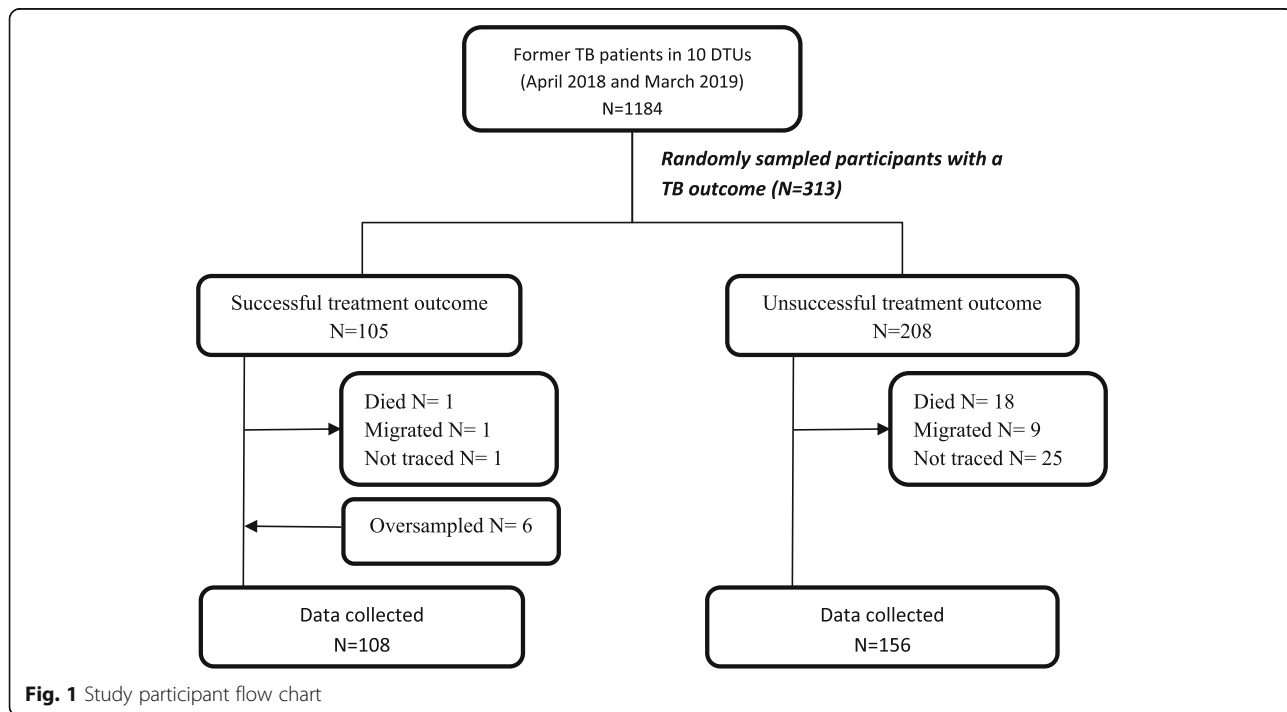 Former TB patients in 10 DTUs
(April 2018 and March 2019)
N=1184
Randomly sampled participants with a
TB outcome (N=313)
Successful treatment outcome
N=105
Unsuccessful treatment outcome
N=208
Died N= 1
Migrated N= 1
Not traced N= 1
Died N= 18
Migrated N= 9
Not traced N= 25
Oversampled N= 6
Data collected
N=108
Data collected
N=156
Fig. 1 Study participant flow chart